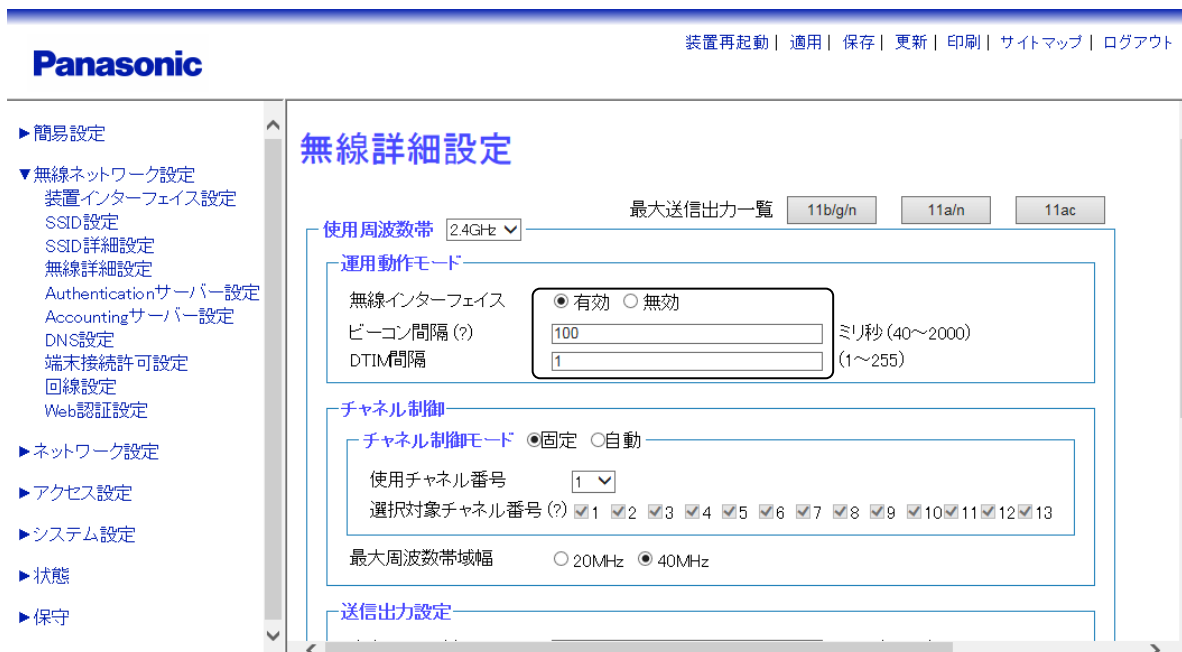 装置再起動 | 適用 | 保存 | 更新 | 印刷 | サイトマップ | ログアウト
Panasonic
▶簡易設定
▼無線ネットワーク設定
装置インターフェイス設定
SSID設定
SSID詳細設定
無線詳細設定
Authenticationサーバー設定
Accountingサーバー設定
DNS設定
端末接続許可設定
回線設定
Web認証設定
▶ネットワーク設定
▶アクセス設定
▶システム設定
▶状態
▶保守
無線詳細設定
最大送信出力一覧 11b/g/n 11a/n 11ac
使用周波数帯 2.4GHz
運用動作モード
無線インターフェイス 有効 無効
ビーコン間隔(?) 100 ミリ秒(40～2000)
DTIM間隔 1 (1～255)
チャネル制御
チャネル制御モード 固定 自動
使用チャネル番号 1
選択対象チャネル番号(?) 1 2 3 4 5 6 7 8 9 10 11 12 13
最大周波数帯域幅 20MHz 40MHz
送信出力設定